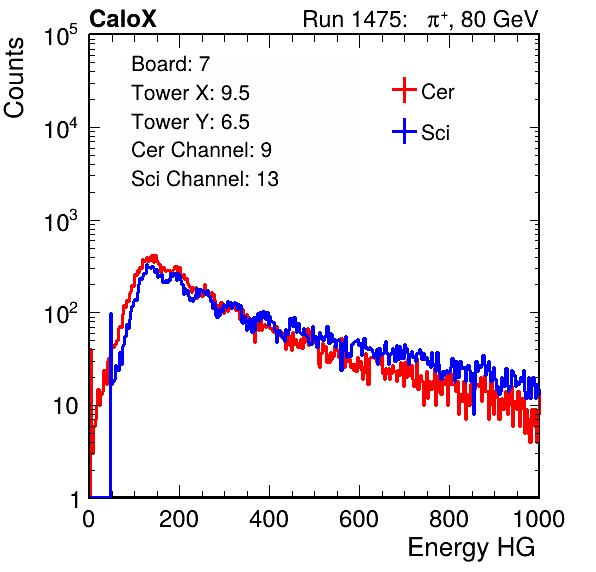 CaloX Run 1475: π⁺, 80 GeV
Counts
10⁵
10⁴
10³
10²
10
1
Board: 7
Tower X: 9.5
Tower Y: 6.5
Cer Channel: 9
Sci Channel: 13
Cer
Sci
0 200 400 600 800 1000
Energy HG